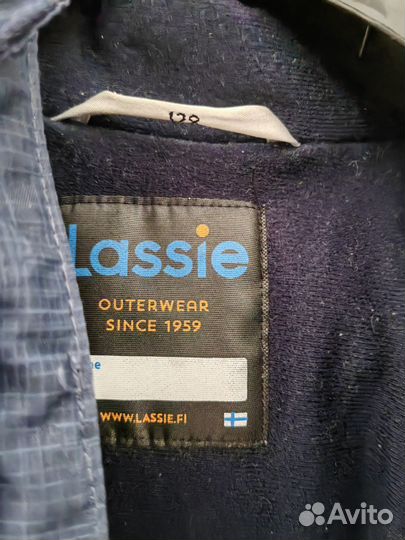 128
Lassie
OUTERWEAR
SINCE 1959
WWW.LASSIE.FI
Avito